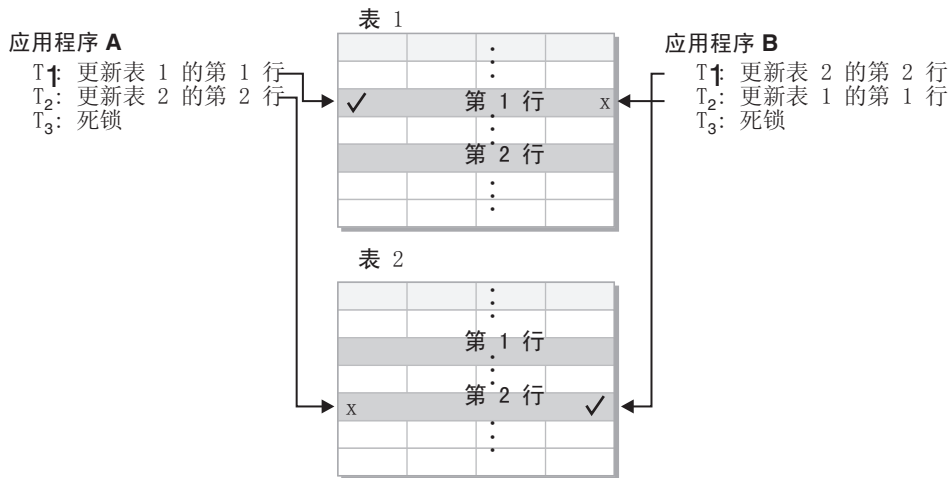 表 1
应用程序 A
T1: 更新表 1 的第 1 行
T2: 更新表 2 的第 2 行
T3: 死锁
应用程序 B
T1: 更新表 2 的第 2 行
T2: 更新表 1 的第 1 行
T3: 死锁
第 1 行 x
第 2 行
表 2
第 1 行
第 2 行
x